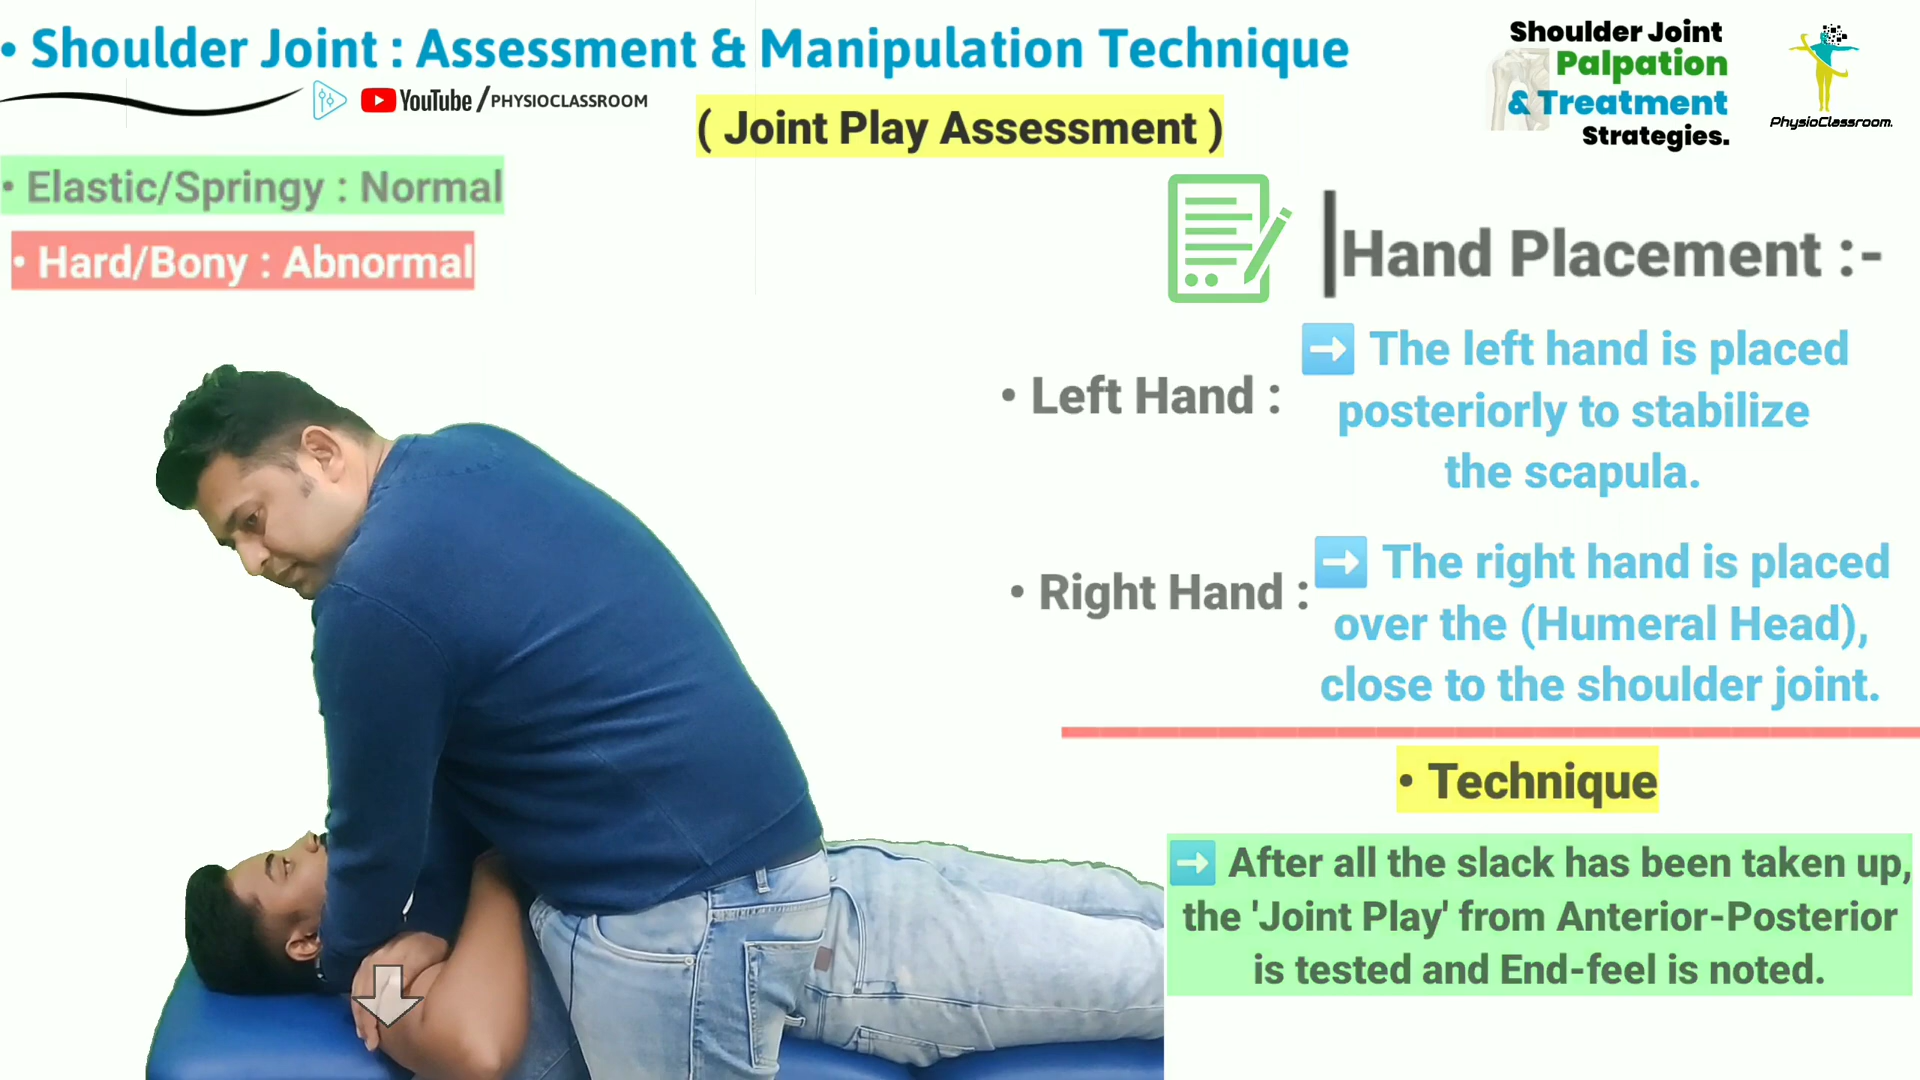 • Shoulder Joint : Assessment & Manipulation Technique
YouTube /PHYSIOCLASSROOM
( Joint Play Assessment )
Shoulder Joint
Palpation
& Treatment
Strategies.
PhysioClassroom.
• Elastic/Springy : Normal
• Hard/Bony : Abnormal
Hand Placement :-
• Left Hand :
➡ The left hand is placed
posteriorly to stabilize
the scapula.
• Right Hand :
➡ The right hand is placed
over the (Humeral Head),
close to the shoulder joint.
• Technique
➡ After all the slack has been taken up,
the 'Joint Play' from Anterior-Posterior
is tested and End-feel is noted.